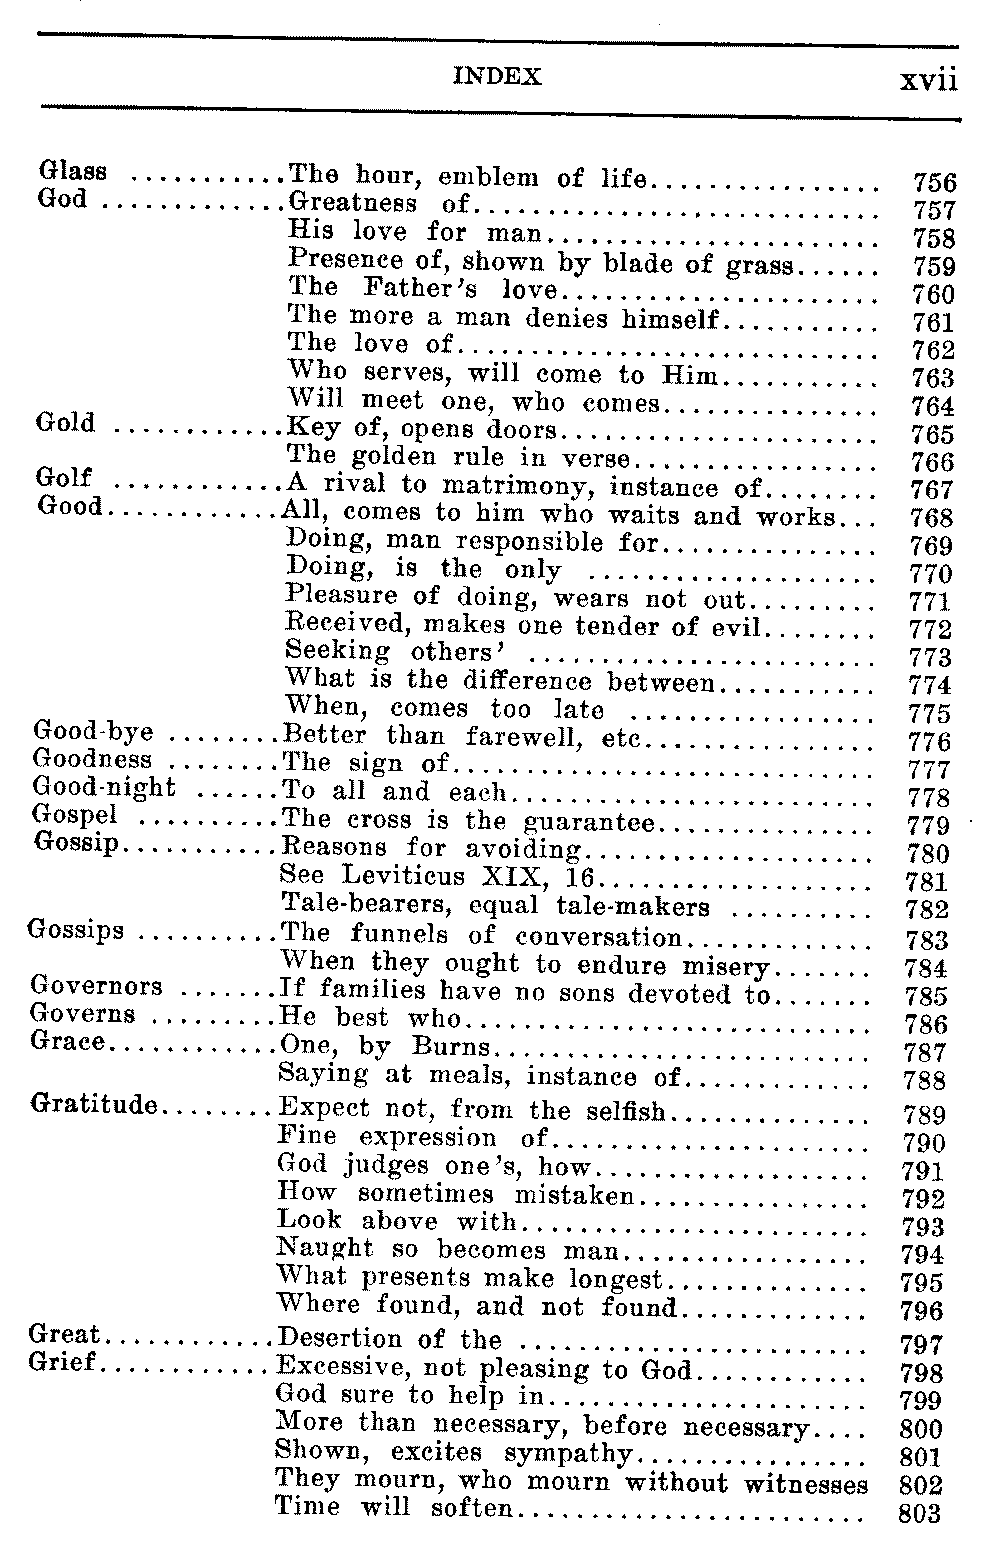 INDEX xvii
Glass ...........The hour, emblem of life................ 756
God .............Greatness of............................ 757
His love for man....................... 758
Presence of, shown by blade of grass...... 759
The Father's love...................... 760
The more a man denies himself........... 761
The love of............................. 762
Who serves, will come to Him........... 763
Will meet one, who comes............... 764
Gold ............Key of, opens doors...................... 765
The golden rule in verse................. 766
Golf ............A rival to matrimony, instance of........ 767
Good............All, comes to him who waits and works... 768
Doing, man responsible for............... 769
Doing, is the only .................... 770
Pleasure of doing, wears not out......... 771
Received, makes one tender of evil........ 772
Seeking others' ........................ 773
What is the difference between........... 774
When, comes too late ................. 775
Good-bye ........Better than farewell, etc................ 776
Goodness ........The sign of............................. 777
Good-night ......To all and each......................... 778
Gospel ..........The cross is the guarantee............... 779
Gossip...........Reasons for avoiding.................... 780
See Leviticus XIX, 16................... 781
Tale-bearers, equal tale-makers .......... 782
Gossips ..........The funnels of conversation............. 783
When they ought to endure misery....... 784
Governors .......If families have no sons devoted to....... 785
Governs .........He best who............................ 786
Grace............One, by Burns.......................... 787
Saying at meals, instance of............. 788
Gratitude........Expect not, from the selfish.............. 789
Fine expression of...................... 790
God judges one's, how................... 791
How sometimes mistaken................ 792
Look above with........................ 793
Naught so becomes man................. 794
What presents make longest.............. 795
Where found, and not found............. 796
Great............Desertion of the ........................ 797
Grief............Excessive, not pleasing to God............ 798
God sure to help in...................... 799
More than necessary, before necessary.... 800
Shown, excites sympathy................ 801
They mourn, who mourn without witnesses 802
Time will soften........................ 803